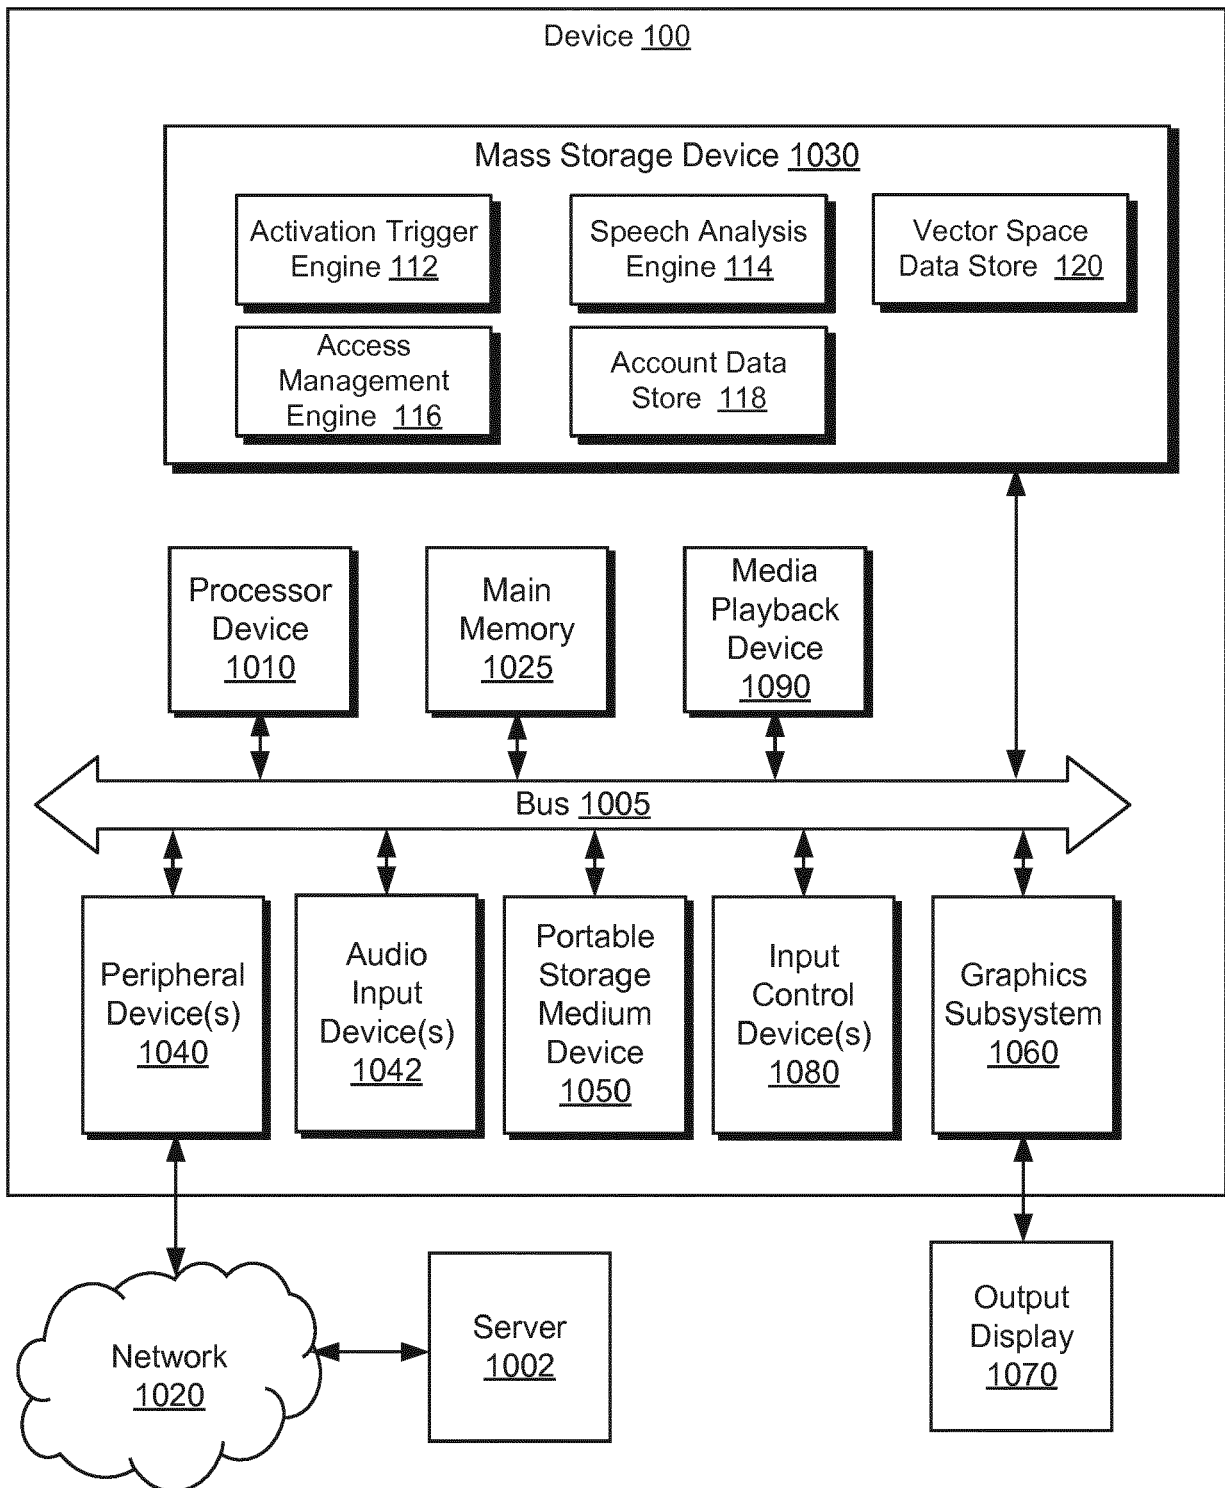 Device 100
Mass Storage Device 1030
Activation Trigger
Engine 112
Speech Analysis
Engine 114
Vector Space
Data Store 120
Access
Management
Engine 116
Account Data
Store 118
Processor
Device
1010
Main
Memory
1025
Media
Playback
Device
1090
Bus 1005
Peripheral
Device(s)
1040
Audio
Input
Device(s)
1042
Portable
Storage
Medium
Device
1050
Input
Control
Device(s)
1080
Graphics
Subsystem
1060
Network
1020
Server
1002
Output
Display
1070